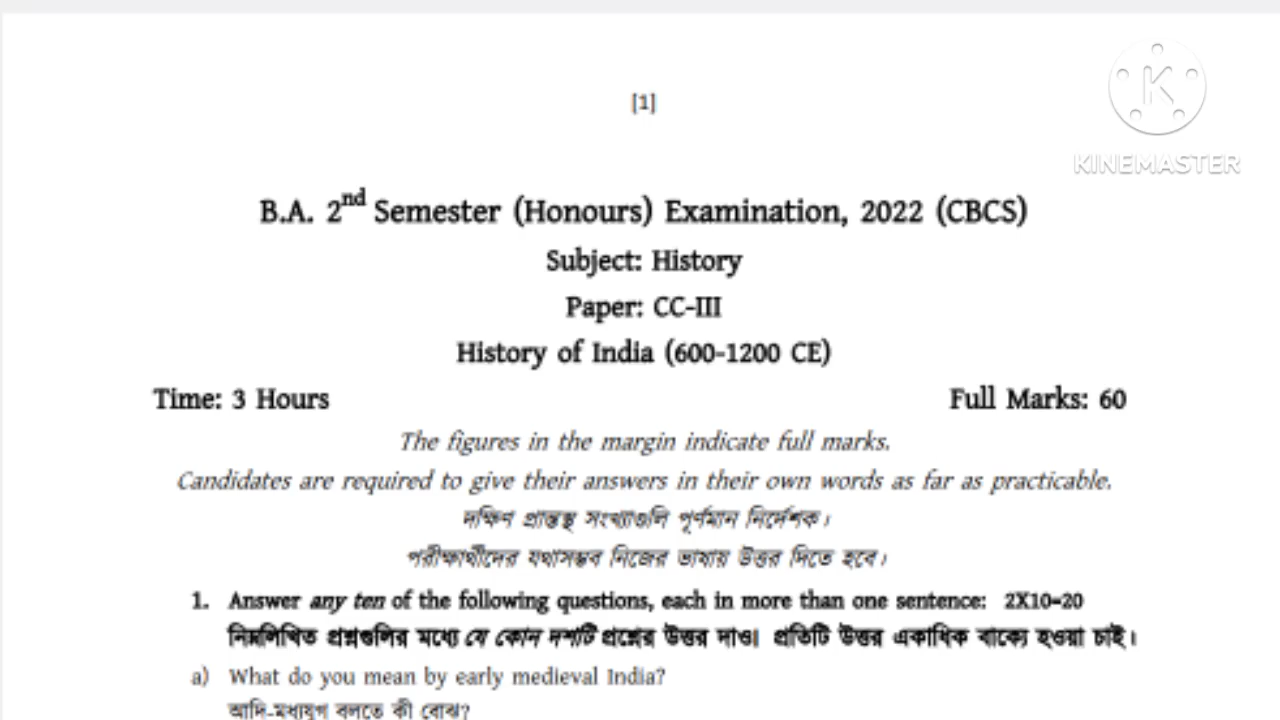 [1]
KINEMASTER
B.A. 2nd Semester (Honours) Examination, 2022 (CBCS)
Subject: History
Paper: CC-III
History of India (600-1200 CE)
Time: 3 Hours Full Marks: 60
The figures in the margin indicate full marks.
Candidates are required to give their answers in their own words as far as practicable.
দক্ষিণ প্রান্তস্থ সংখ্যাগুলি পূর্ণমান নির্দেশক।
পরীক্ষার্থীদের যথাসম্ভব নিজের ভাষায় উত্তর দিতে হবে।
1. Answer any ten of the following questions, each in more than one sentence: 2X10=20
নিম্নলিখিত প্রশ্নগুলির মধ্যে যে কোন দশটি প্রশ্নের উত্তর দাও। প্রতিটি উত্তর একাধিক বাক্যে হওয়া চাই।
a) What do you mean by early medieval India?
আদি-মধ্যযুগ বলতে কী বোঝ?